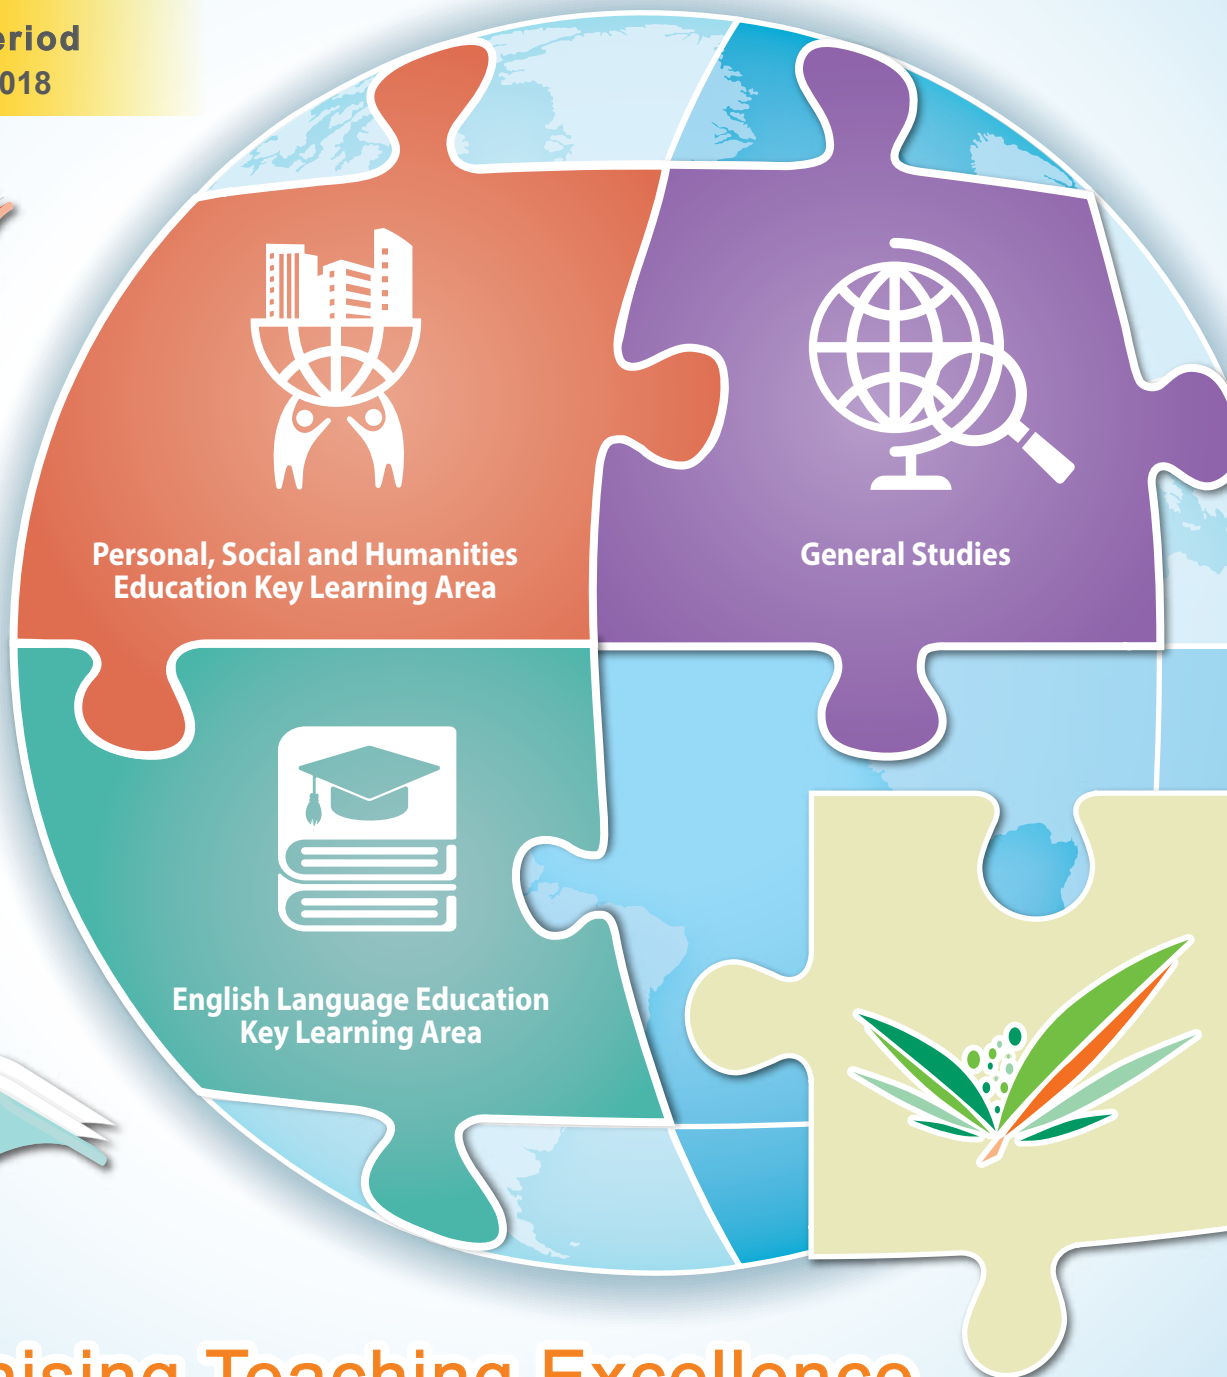 eriod
018
Personal, Social and Humanities
Education Key Learning Area
General Studies
English Language Education
Key Learning Area
ising Teaching Excellence